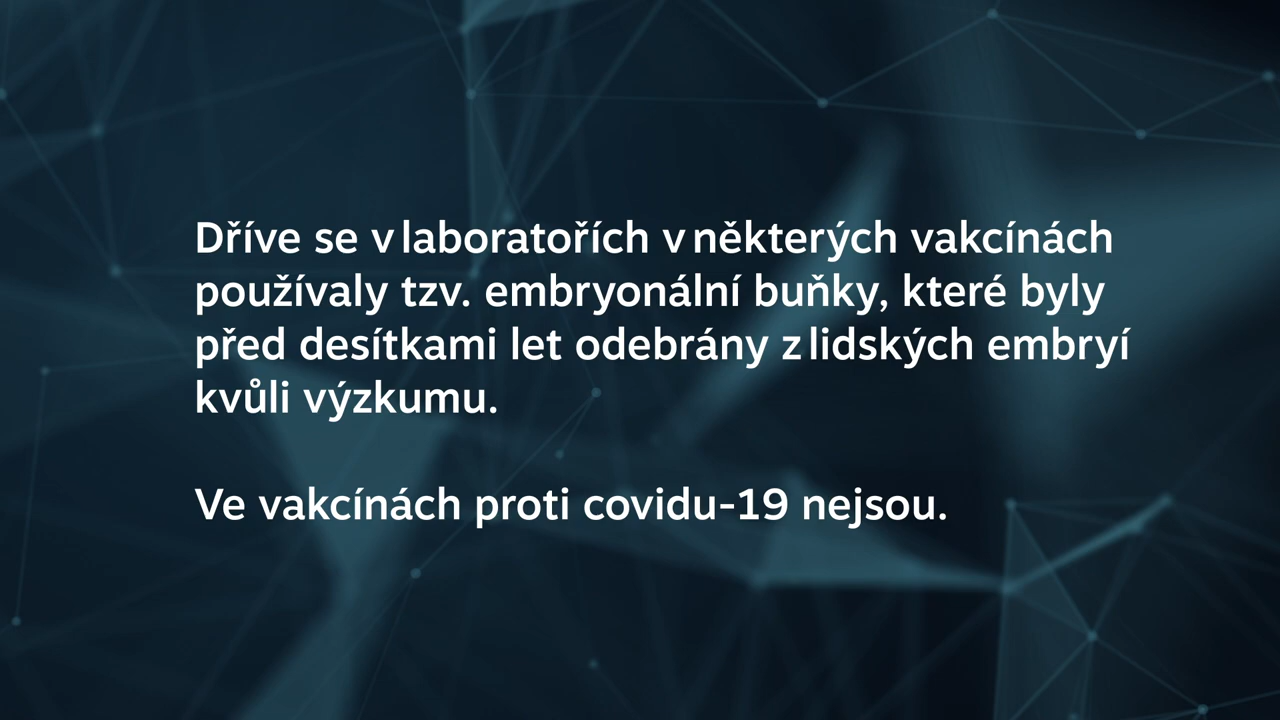 Dříve se v laboratořích v některých vakcínách
používaly tzv. embryonální buňky, které byly
před desítkami let odebrány z lidských embryí
kvůli výzkumu.
Ve vakcínách proti covidu-19 nejsou.